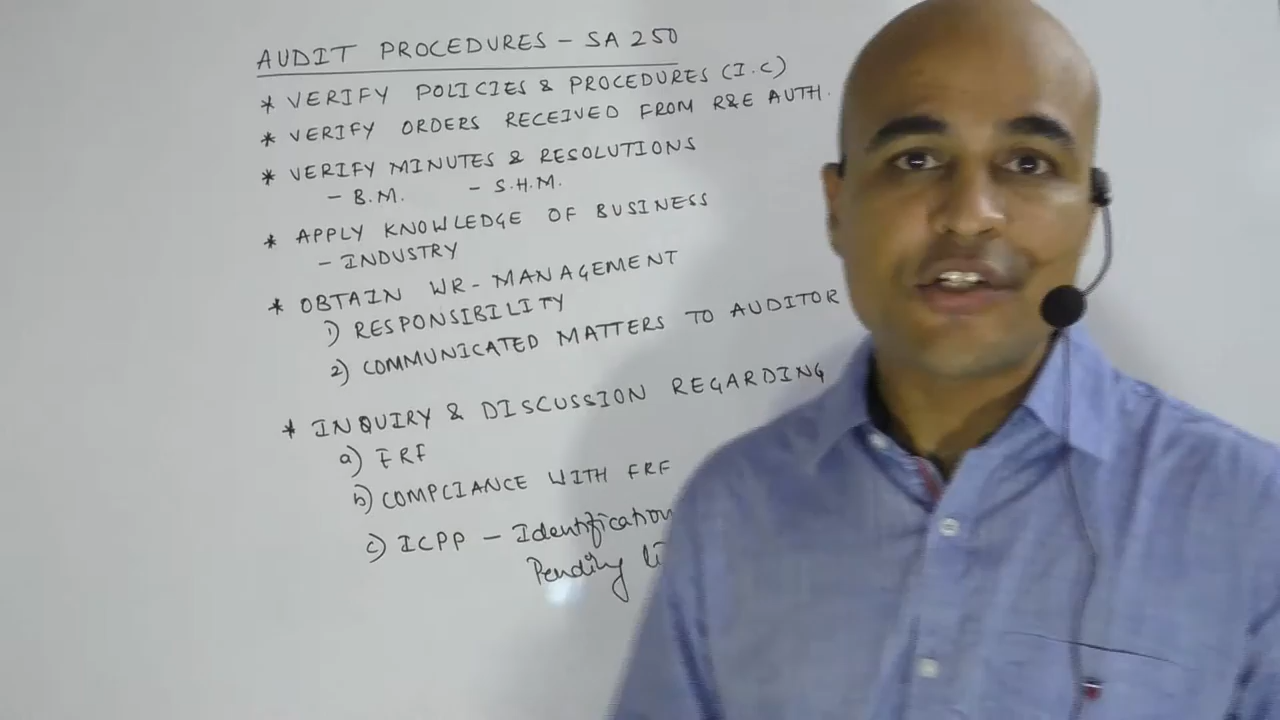 AUDIT PROCEDURES - SA 250
* VERIFY POLICIES & PROCEDURES (I.C)
* VERIFY ORDERS RECEIVED FROM R&E AUTH.
* VERIFY MINUTES & RESOLUTIONS
- B.M. - S.H.M.
* APPLY KNOWLEDGE OF BUSINESS
- INDUSTRY
* OBTAIN WR - MANAGEMENT
1) RESPONSIBILITY
2) COMMUNICATED MATTERS TO AUDITOR
* INQUIRY & DISCUSSION REGARDING
a) FRF
b) COMPCIANCE WITH FRF
c) ICPP - Identification
Pending